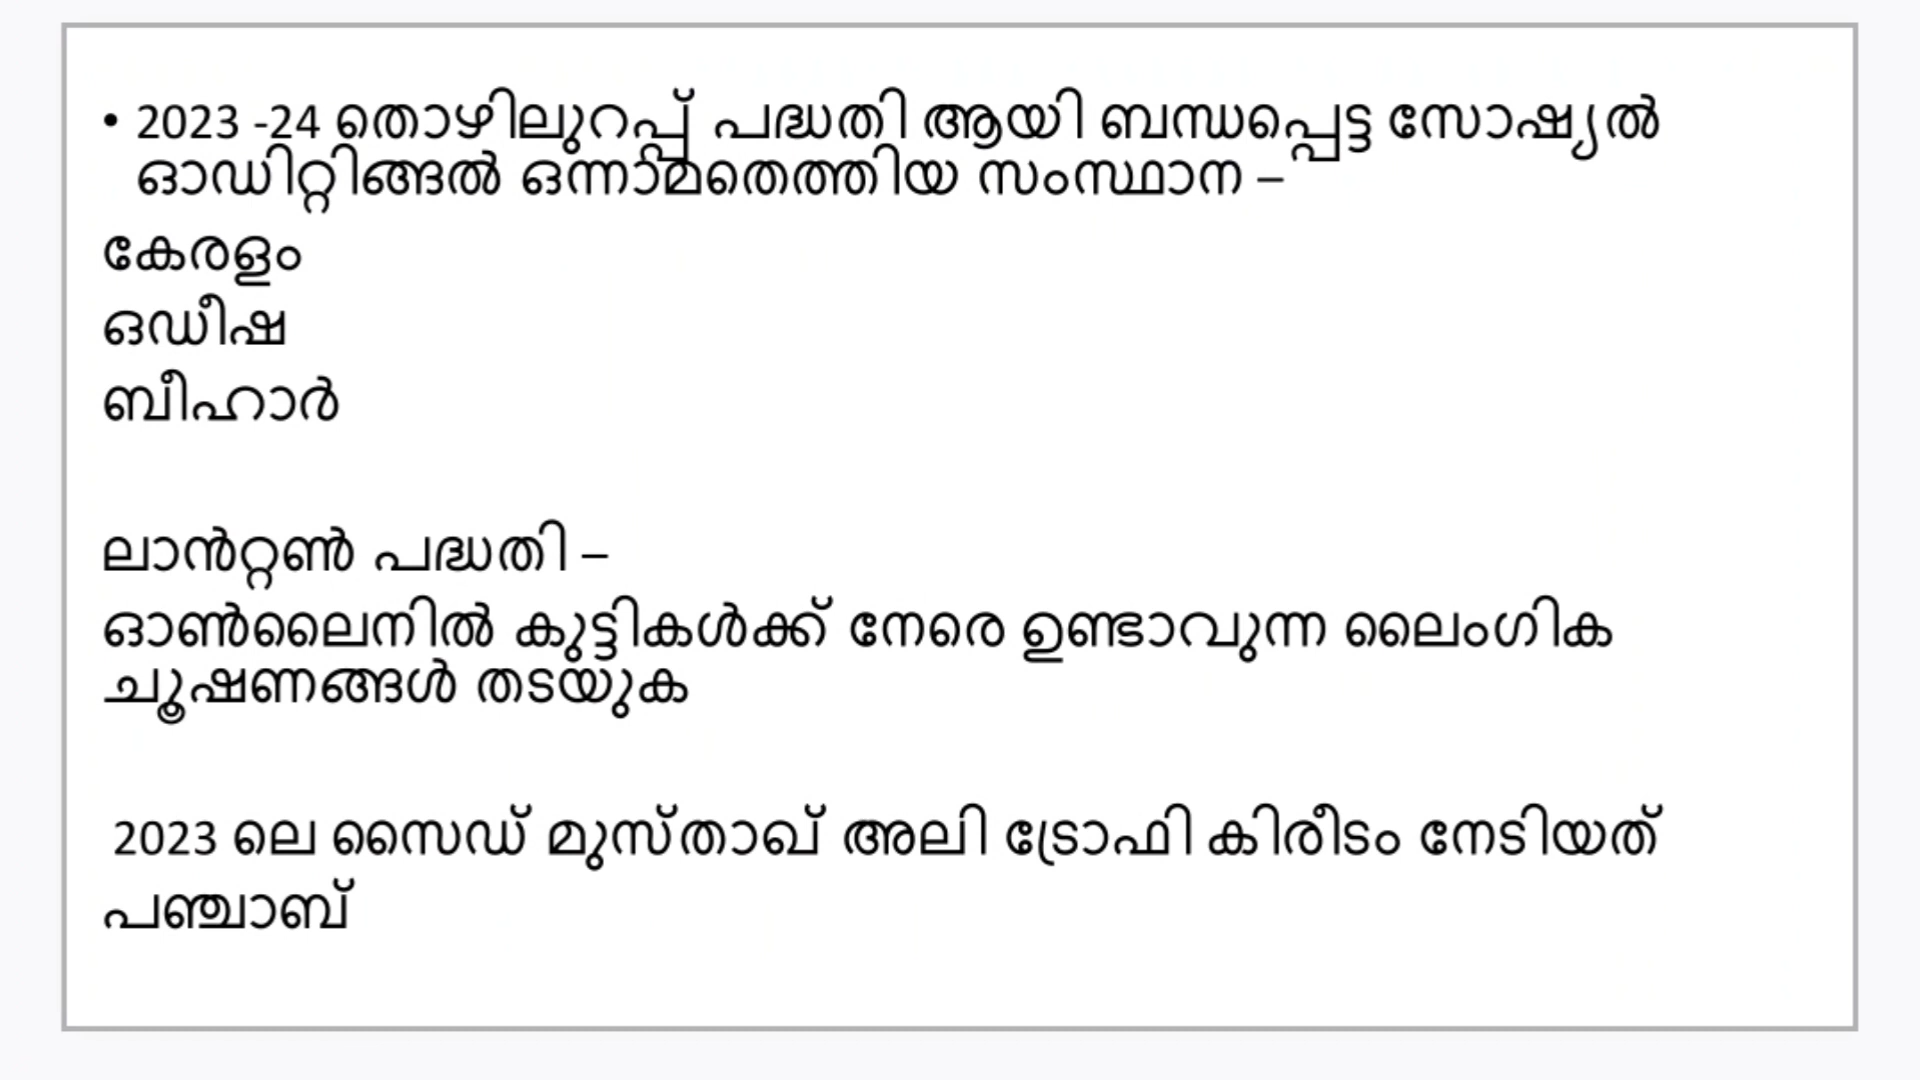 • 2023 -24 തൊഴിലുറപ്പ് പദ്ധതി ആയി ബന്ധപ്പെട്ട സോഷ്യൽ
ഓഡിറ്റിങ്ങൽ ഒന്നാമതെത്തിയ സംസ്ഥാന –
കേരളം
ഒഡീഷ
ബീഹാർ
ലാൻറ്റൺ പദ്ധതി –
ഓൺലൈനിൽ കുട്ടികൾക്ക് നേരെ ഉണ്ടാവുന്ന ലൈംഗിക
ചൂഷണങ്ങൾ തടയുക
2023 ലെ സൈഡ് മുസ്താഖ് അലി ട്രോഫി കിരീടം നേടിയത്
പഞ്ചാബ്